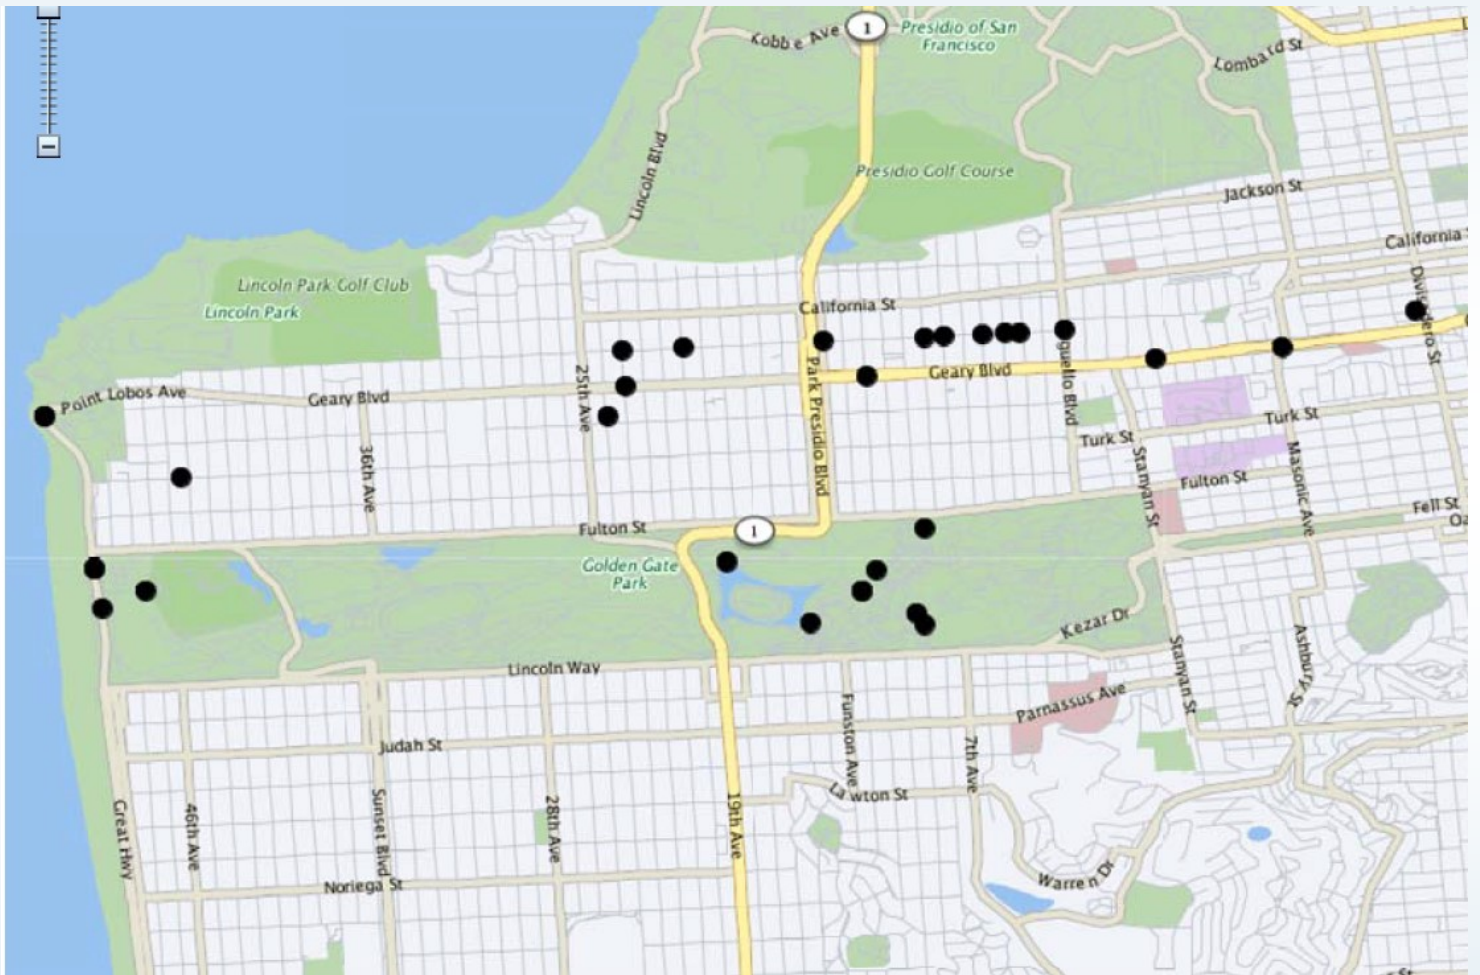 Kobbe Ave
1
Presidio of San
Francisco
Lombard St
Lincoln Blvd
Presidio Golf Course
Jackson St
California
Lincoln Park Golf Club
Lincoln Park
California St
Divisadero St
Point Lobos Ave
Geary Blvd
25th Ave
Park Presidio Blvd
Geary Blvd
guello Blvd
Turk St
Turk St
36th Ave
Stanyan St
Masonic Ave
Fulton St
Fulton St
1
Fell St
Oa
Golden Gate
Park
Kezar Dr
Lincoln Way
Stanyan St
Ashbury St
Funston Ave
Parnassus Ave
Judah St
7th Ave
Lawton St
Great Hwy
46th Ave
Sunset Blvd
28th Ave
19th Ave
Warren Dr
Noriega St
St